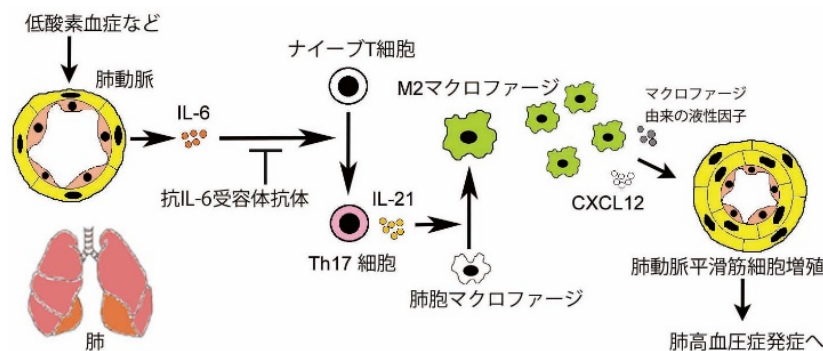 低酸素血症など
肺動脈
IL-6
抗IL-6受容体抗体
肺
ナイーブT細胞
IL-21
Th17 細胞
M2マクロファージ
肺胞マクロファージ
マクロファージ
由来の液性因子
CXCL12
肺動脈平滑筋細胞増殖
肺高血圧症発症へ